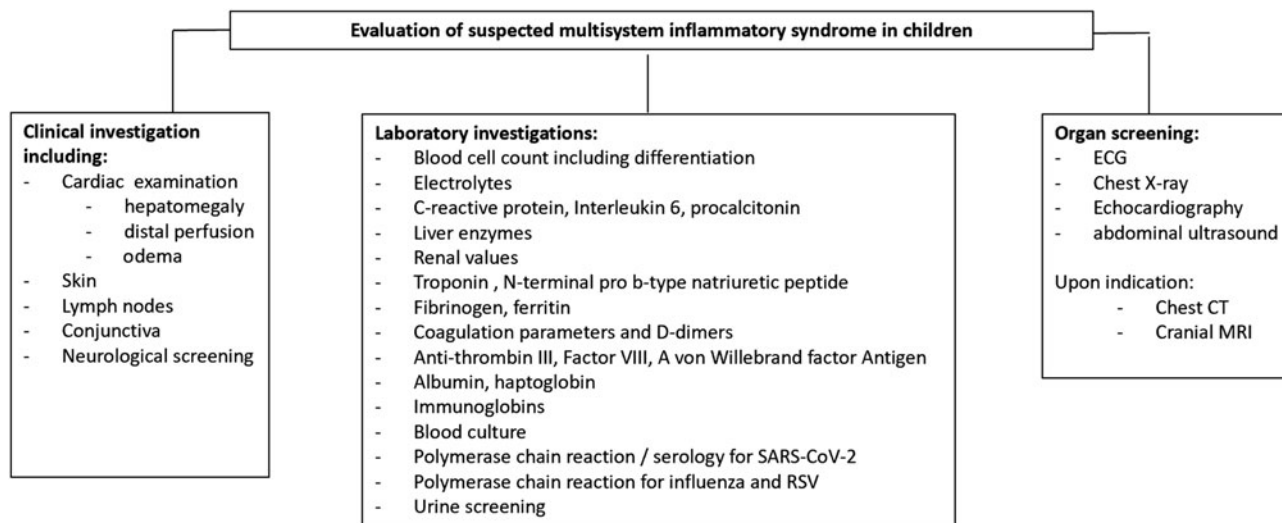 Evaluation of suspected multisystem inflammatory syndrome in children
Clinical investigation
including:
- Cardiac examination
- hepatomegaly
- distal perfusion
- odema
- Skin
- Lymph nodes
- Conjunctiva
- Neurological screening
Laboratory investigations:
- Blood cell count including differentiation
- Electrolytes
- C-reactive protein, Interleukin 6, procalcitonin
- Liver enzymes
- Renal values
- Troponin , N-terminal pro b-type natriuretic peptide
- Fibrinogen, ferritin
- Coagulation parameters and D-dimers
- Anti-thrombin III, Factor VIII, A von Willebrand factor Antigen
- Albumin, haptoglobin
- Immunoglobins
- Blood culture
- Polymerase chain reaction / serology for SARS-CoV-2
- Polymerase chain reaction for influenza and RSV
- Urine screening
Organ screening:
- ECG
- Chest X-ray
- Echocardiography
- abdominal ultrasound
Upon indication:
- Chest CT
- Cranial MRI